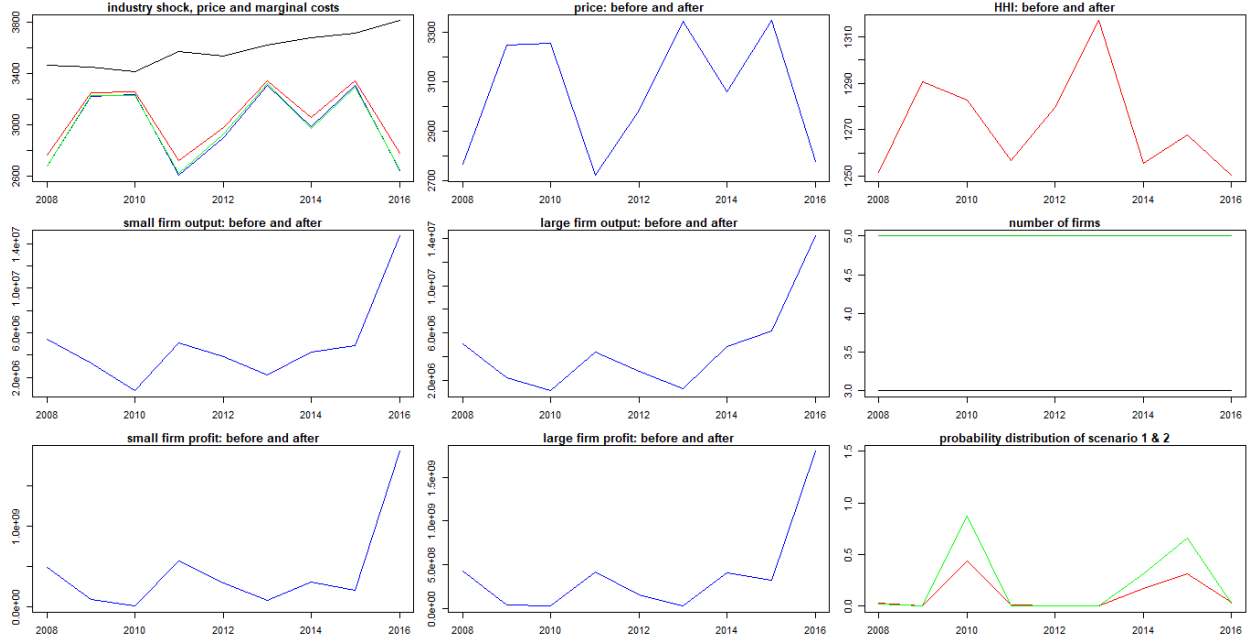 industry shock, price and marginal costs
3800
3400
3000
2600
2008 2010 2012 2014 2016
price: before and after
3300
3100
2900
2700
2008 2010 2012 2014 2016
HHI: before and after
1310
1290
1270
1250
2008 2010 2012 2014 2016
small firm output: before and after
1.4e+07
1.0e+07
6.0e+06
2.0e+06
2008 2010 2012 2014 2016
large firm output: before and after
1.4e+07
1.0e+07
6.0e+06
2.0e+06
2008 2010 2012 2014 2016
number of firms
5.0
4.5
4.0
3.5
3.0
2008 2010 2012 2014 2016
small firm profit: before and after
1.0e+09
0.0e+00
2008 2010 2012 2014 2016
large firm profit: before and after
1.5e+09
1.0e+09
5.0e+08
0.0e+00
2008 2010 2012 2014 2016
probability distribution of scenario 1 & 2
1.5
1.0
0.5
0.0
2008 2010 2012 2014 2016